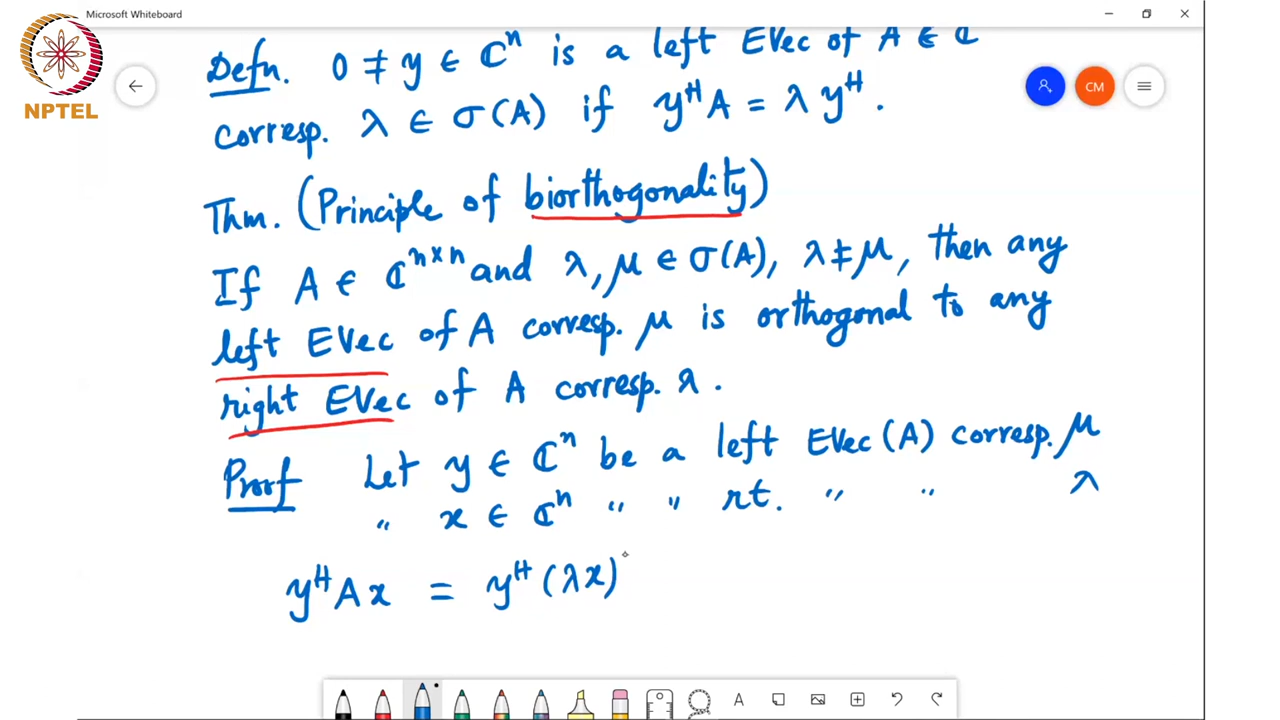 Microsoft Whiteboard
NPTEL
CM
Defn. 0 ≠ y ∈ ℂⁿ is a left EVec of A ∈ ℂ
corresp. λ ∈ σ(A) if yᴴA = λ yᴴ.
Thm. (Principle of biorthogonality)
If A ∈ ℂⁿˣⁿ and λ, μ ∈ σ(A), λ ≠ μ, then any
left EVec of A corresp. μ is orthogonal to any
right EVec of A corresp. λ.
Proof Let y ∈ ℂⁿ be a left EVec(A) corresp. μ
" x ∈ ℂⁿ " " rt. " " λ
yᴴAx = yᴴ(λx)
A